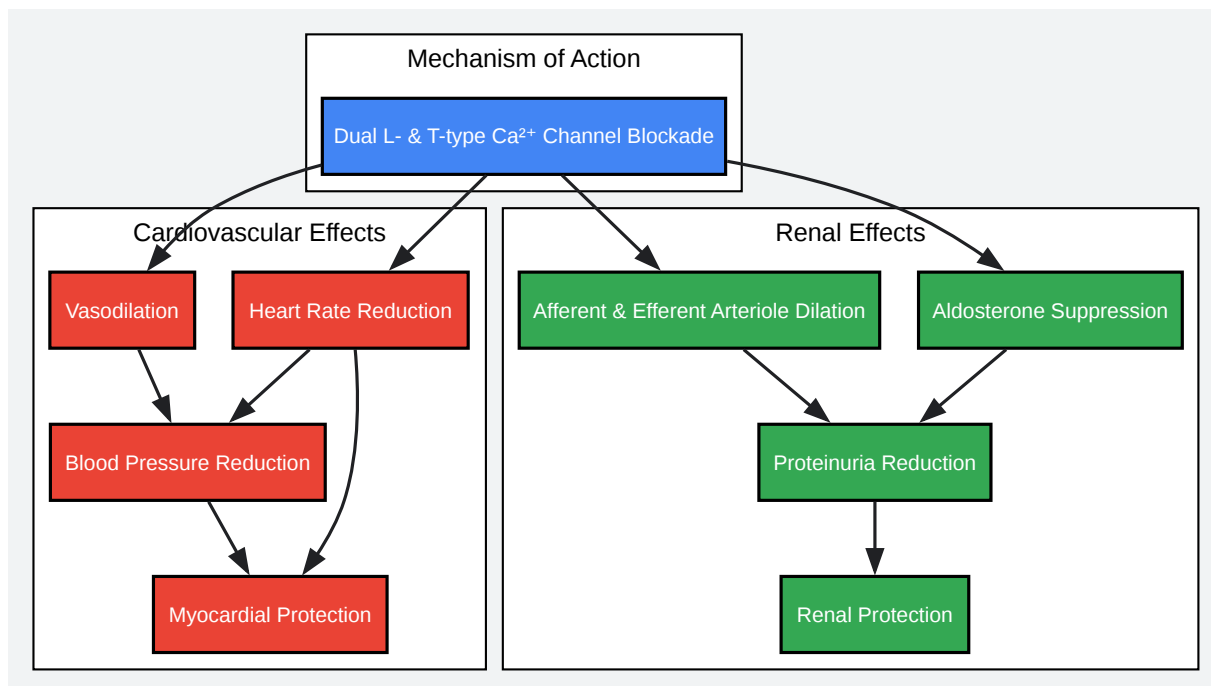 Mechanism of Action
Dual L- & T-type Ca²⁺ Channel Blockade
Cardiovascular Effects
Renal Effects
Vasodilation
Heart Rate Reduction
Afferent & Efferent Arteriole Dilation
Aldosterone Suppression
Blood Pressure Reduction
Proteinuria Reduction
Myocardial Protection
Renal Protection